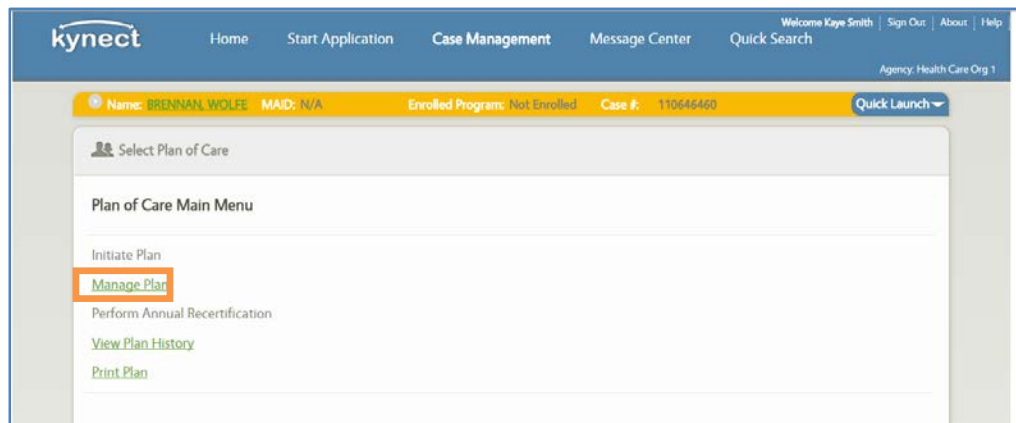 Welcome Kaye Smith | Sign Out | About | Help
kynect Home Start Application Case Management Message Center Quick Search
Agency: Health Care Org 1
Name: BRENNAN, WOLFE MAID: N/A Enrolled Program: Not Enrolled Case #: 110646460 Quick Launch
Select Plan of Care
Plan of Care Main Menu
Initiate Plan
Manage Plan
Perform Annual Recertification
View Plan History
Print Plan